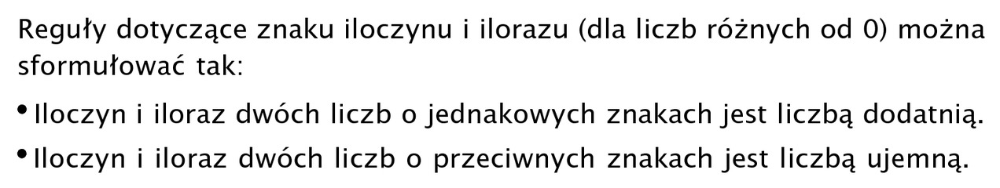 Reguły dotyczące znaku iloczynu i ilorazu (dla liczb różnych od 0) można
sformułować tak:
• Iloczyn i iloraz dwóch liczb o jednakowych znakach jest liczbą dodatnią.
• Iloczyn i iloraz dwóch liczb o przeciwnych znakach jest liczbą ujemną.